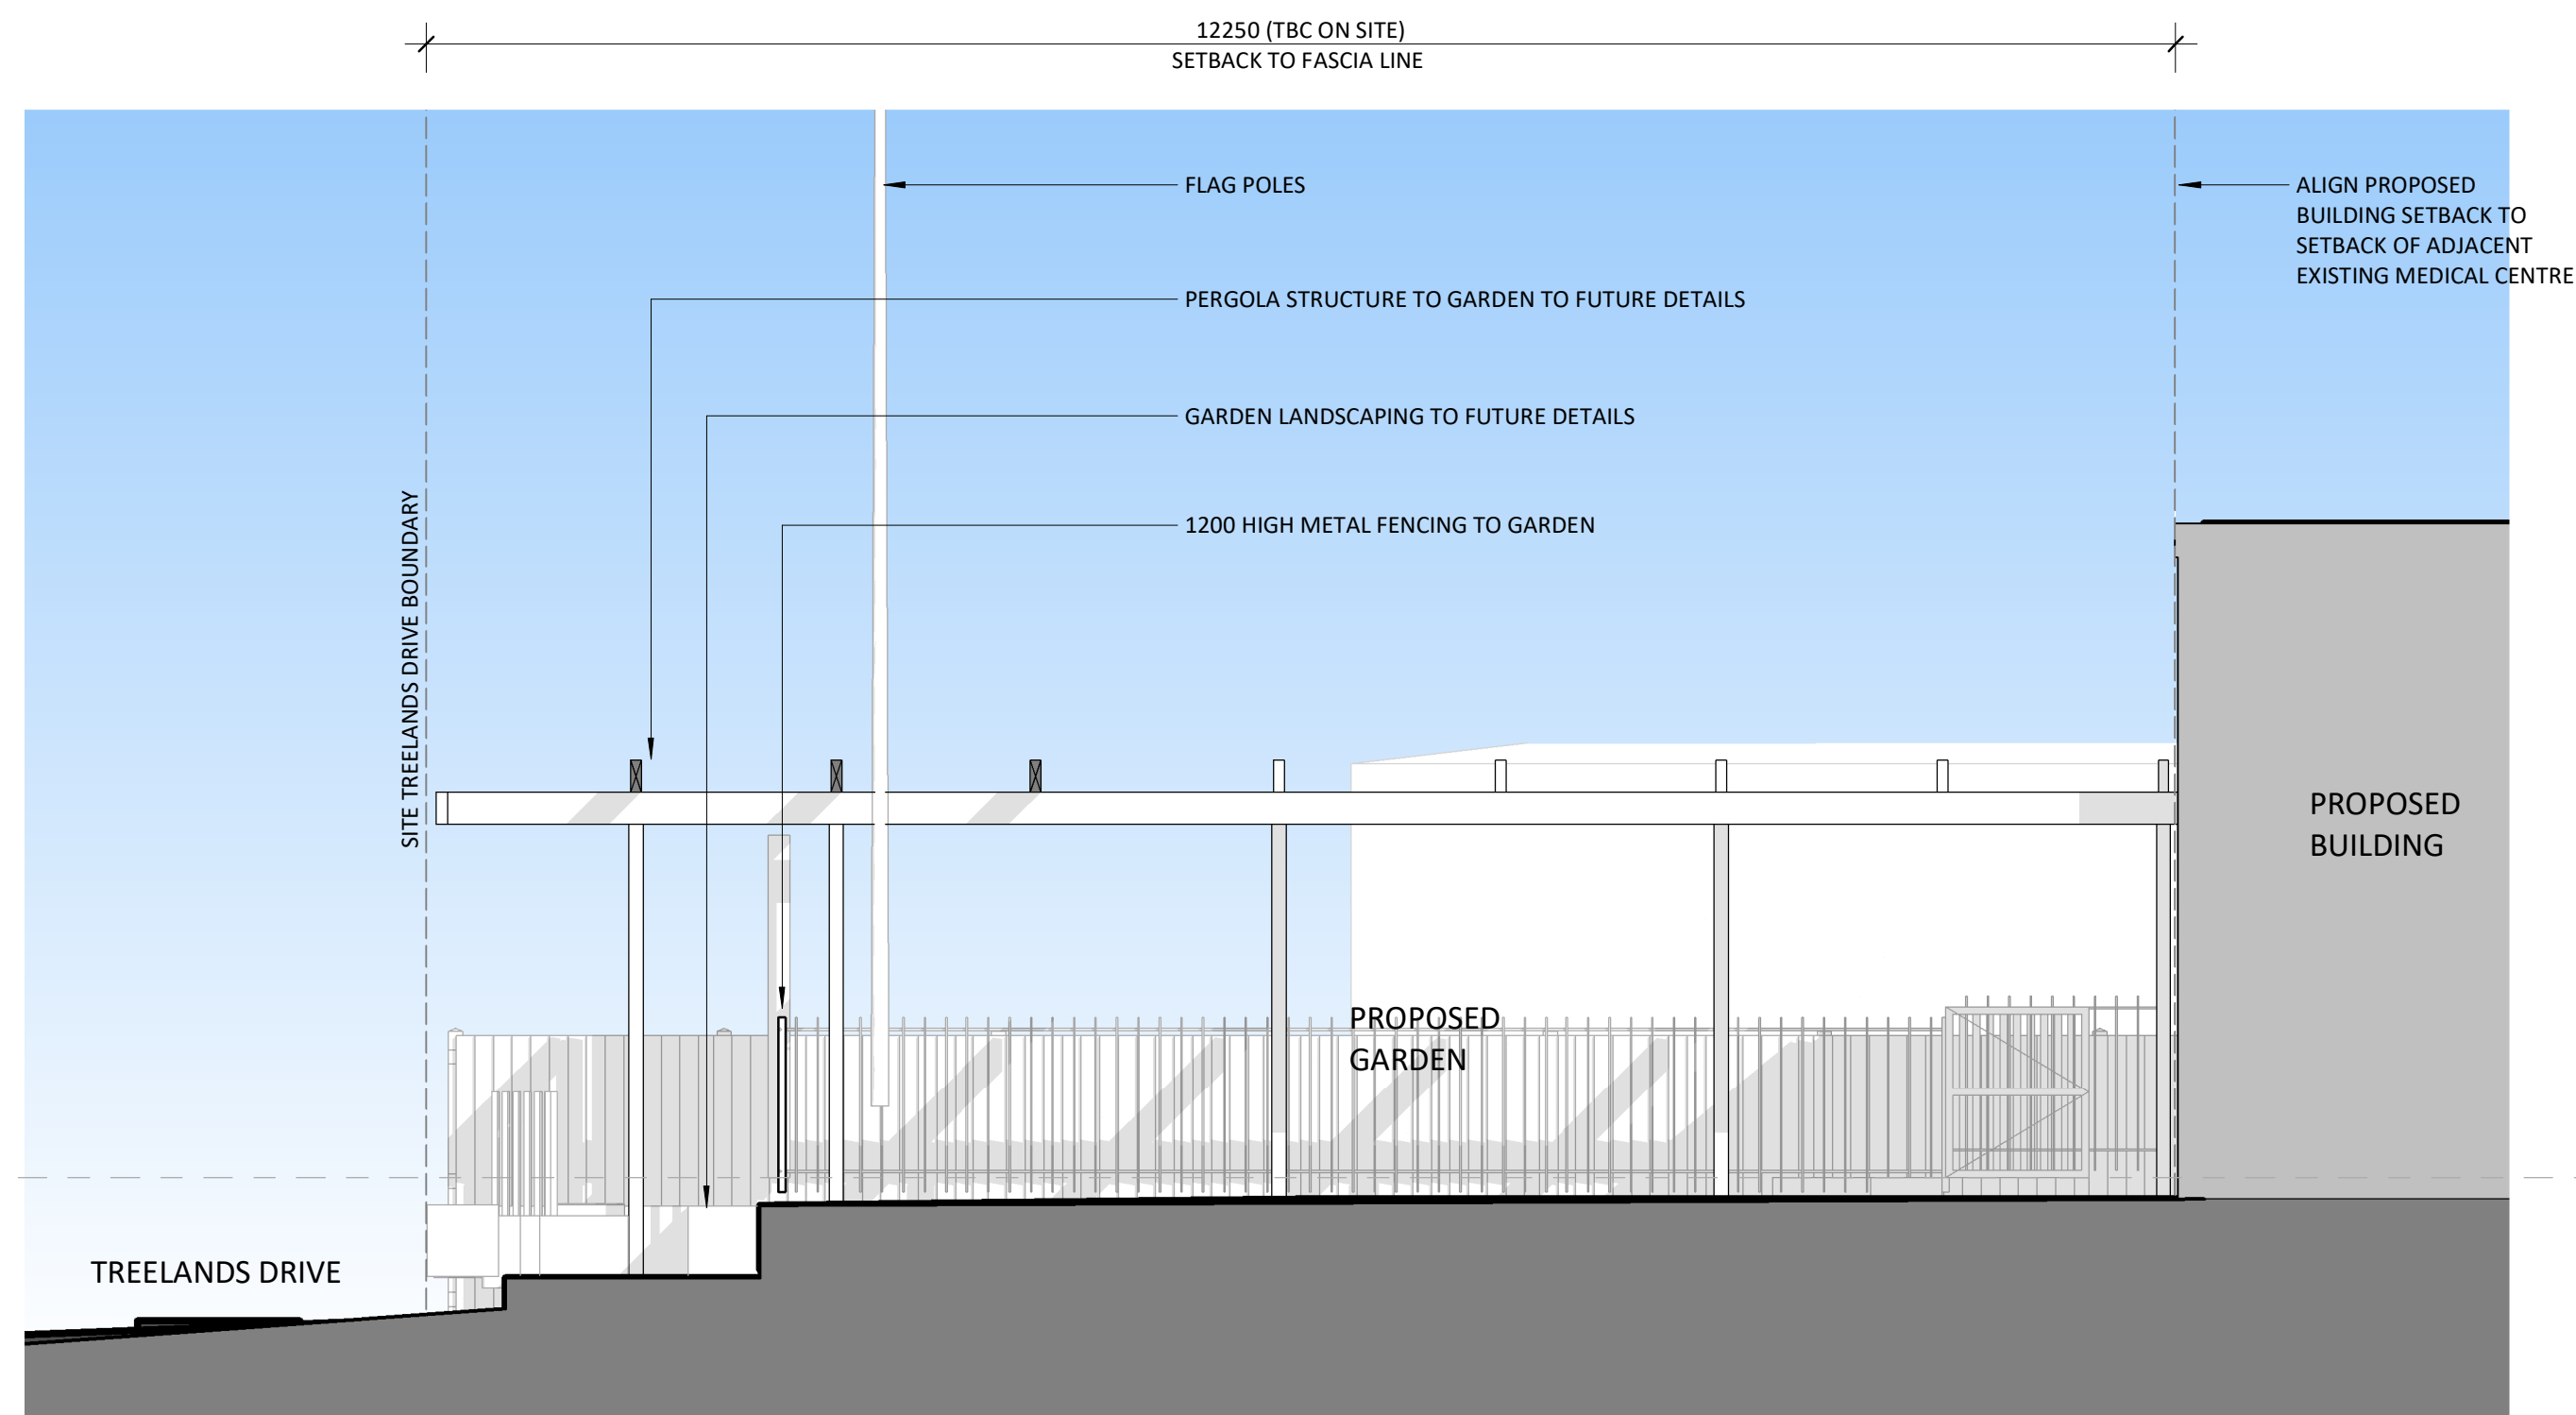 12250 (TBC ON SITE)
SETBACK TO FASCIA LINE
FLAG POLES
ALIGN PROPOSED
BUILDING SETBACK TO
SETBACK OF ADJACENT
EXISTING MEDICAL CENTRE
PERGOLA STRUCTURE TO GARDEN TO FUTURE DETAILS
GARDEN LANDSCAPING TO FUTURE DETAILS
1200 HIGH METAL FENCING TO GARDEN
SITE TREELANDS DRIVE BOUNDARY
PROPOSED
BUILDING
PROPOSED
GARDEN
TREELANDS DRIVE